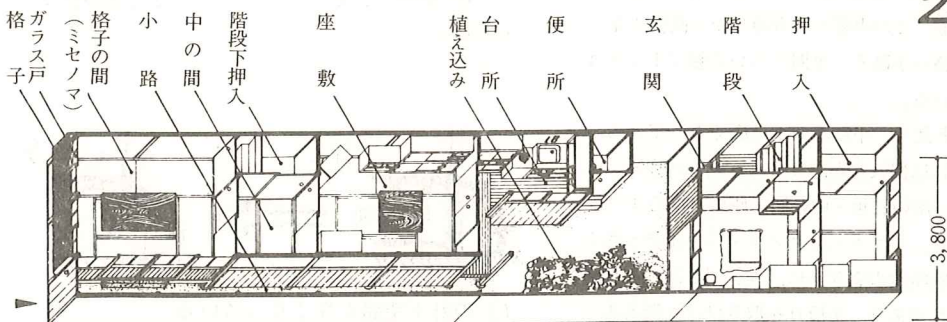 2
押入
階段
玄関
便所
台所
植え込み
座敷
階段下押入
中の間
小路
格子の間
(ミセノマ)
ガラス戸
格子
3,800